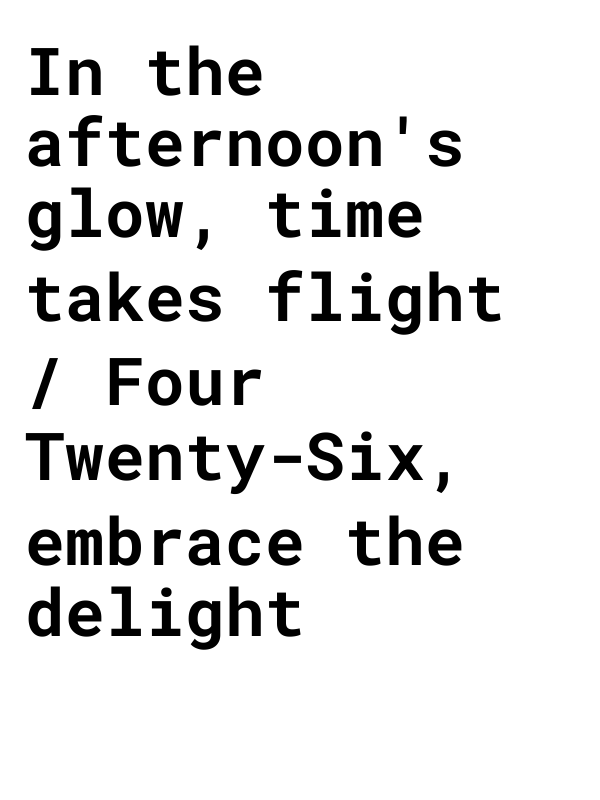 In the
afternoon's
glow, time
takes flight
/ Four
Twenty-Six,
embrace the
delight